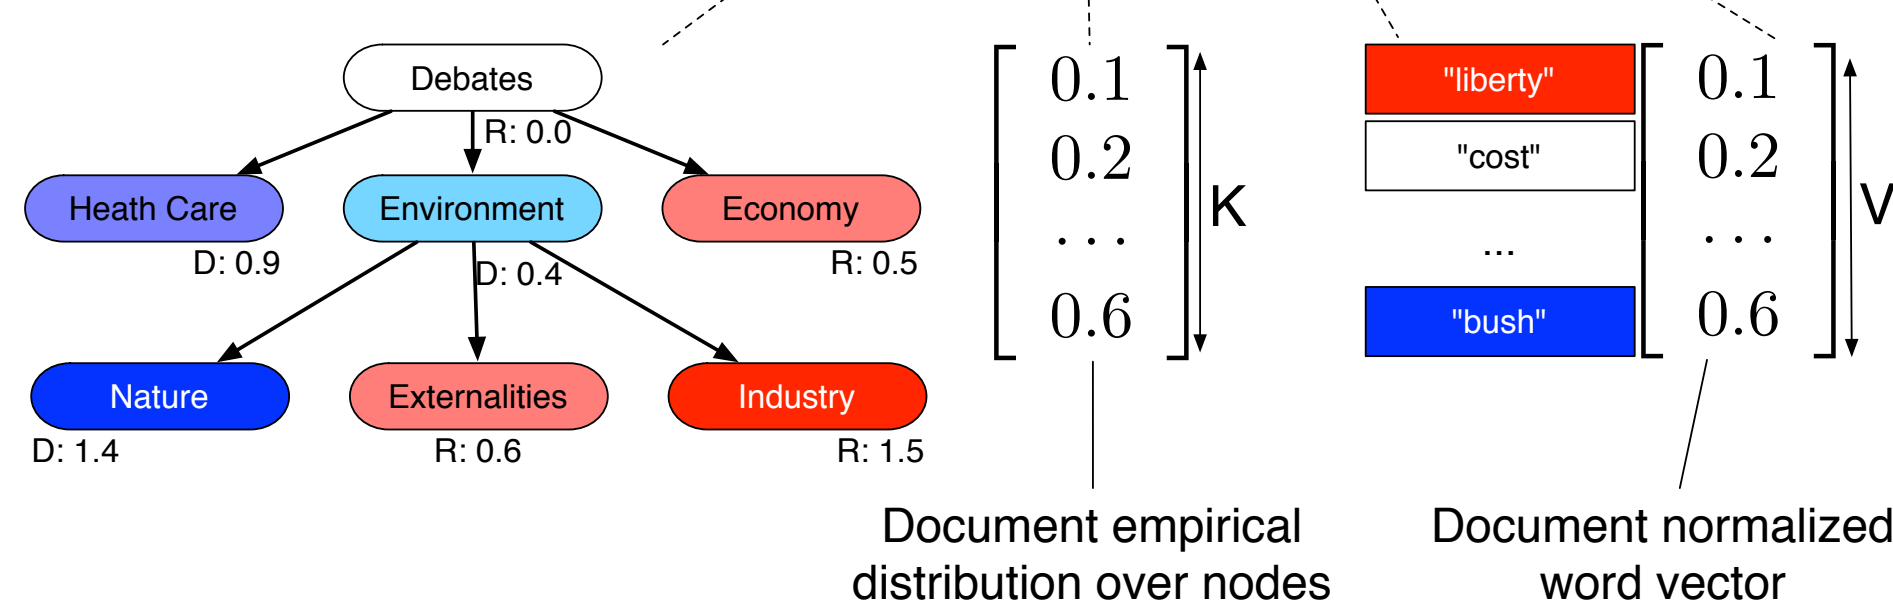 Debates
R: 0.0
Heath Care
Environment
Economy
D: 0.9
D: 0.4
R: 0.5
Nature
Externalities
Industry
D: 1.4
R: 0.6
R: 1.5
0.1
0.2
...
0.6
K
Document empirical
distribution over nodes
"liberty"
"cost"
...
"bush"
0.1
0.2
...
0.6
V
Document normalized
word vector